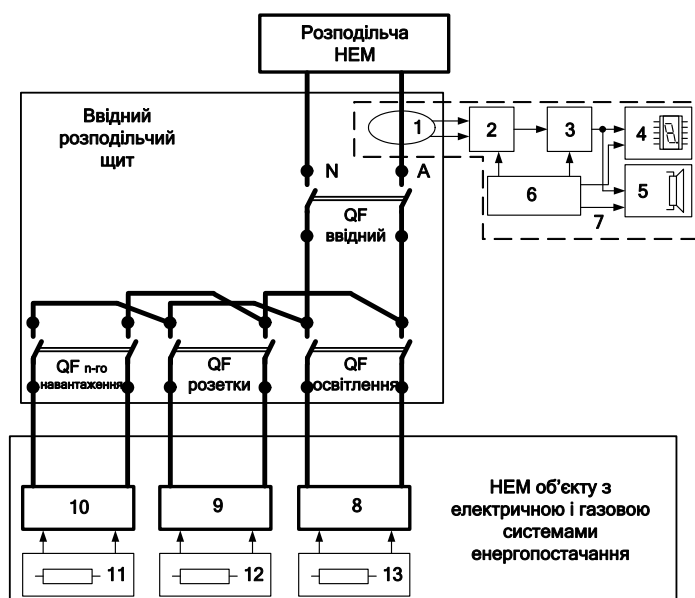 Розподільча
НЕМ
Ввідний
розподільчий
щит
1
2
3
4
5
6
7
N
A
QF
ввідний
QF n-го
навантаження
QF
розетки
QF
освітлення
10
9
8
11
12
13
НЕМ об’єкту з
електричною і газовою
системами
енергопостачання